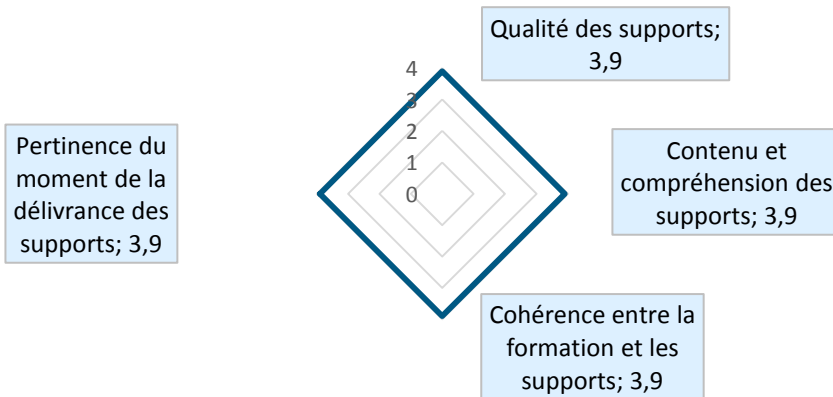 Qualité des supports;
3,9
4
3
2
1
0
Pertinence du
moment de la
délivrance des
supports; 3,9
Contenu et
compréhension des
supports; 3,9
Cohérence entre la
formation et les
supports; 3,9